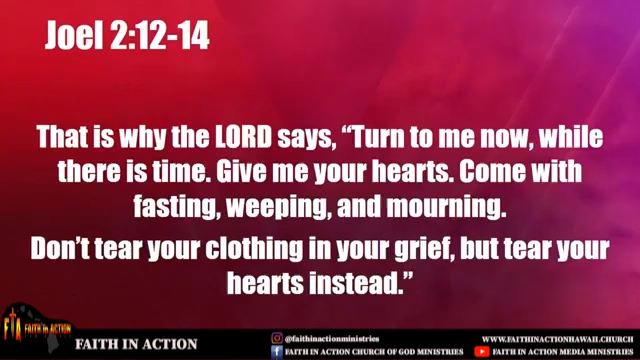 Joel 2:12-14
That is why the LORD says, “Turn to me now, while
there is time. Give me your hearts. Come with
fasting, weeping, and mourning.
Don’t tear your clothing in your grief, but tear your
hearts instead.”
FIA FAITH IN ACTION
FAITH IN ACTION
@faithinactionministries
FAITH IN ACTION CHURCH OF GOD MINISTRIES
WWW.FAITHINACTIONHAWAII.CHURCH
FAITH IN ACTION MEDIA MINISTRIES